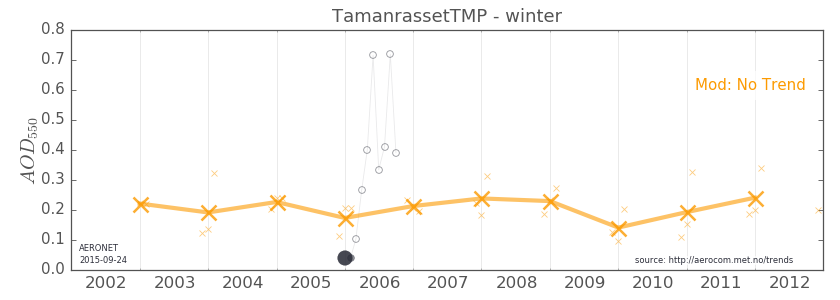 TamanrassetTMP - winter
0.8
0.7
0.6
0.5
0.4
0.3
0.2
0.1
0.0
AOD550
Mod: No Trend
AERONET
2015-09-24
source: http://aerocom.met.no/trends
2002 2003 2004 2005 2006 2007 2008 2009 2010 2011 2012